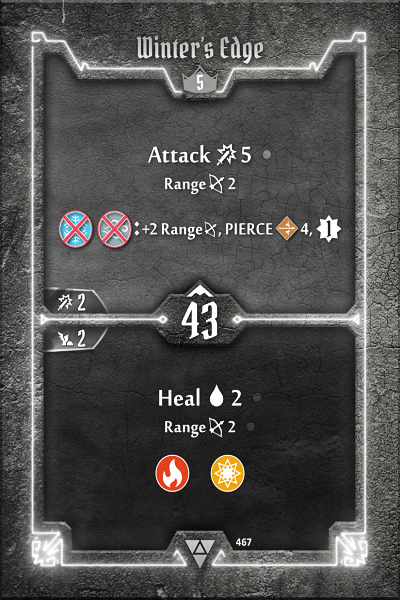 Winter's Edge
5
Attack 5
Range 2
: +2 Range, PIERCE 4, 1
2
43
2
Heal 2
Range 2
467